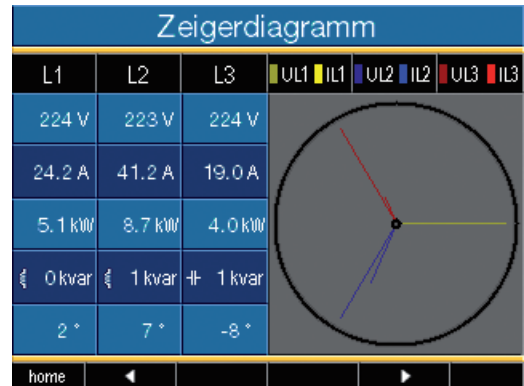 Zeigerdiagramm
L1 L2 L3 UL1 IL1 UL2 IL2 UL3 IL3
224 V 223 V 224 V
24.2 A 41.2 A 19.0 A
5.1 kW 8.7 kW 4.0 kW
0 kvar 1 kvar 1 kvar
2 ° 7 ° -8 °
home